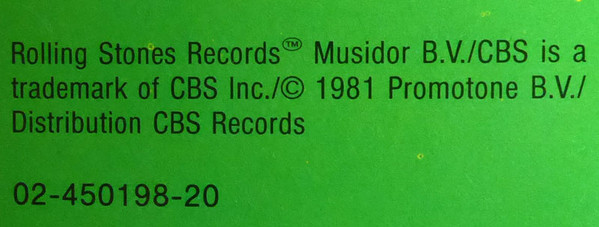 Rolling Stones Records™ Musidor B.V./CBS is a
trademark of CBS Inc./© 1981 Promotone B.V./
Distribution CBS Records
02-450198-20